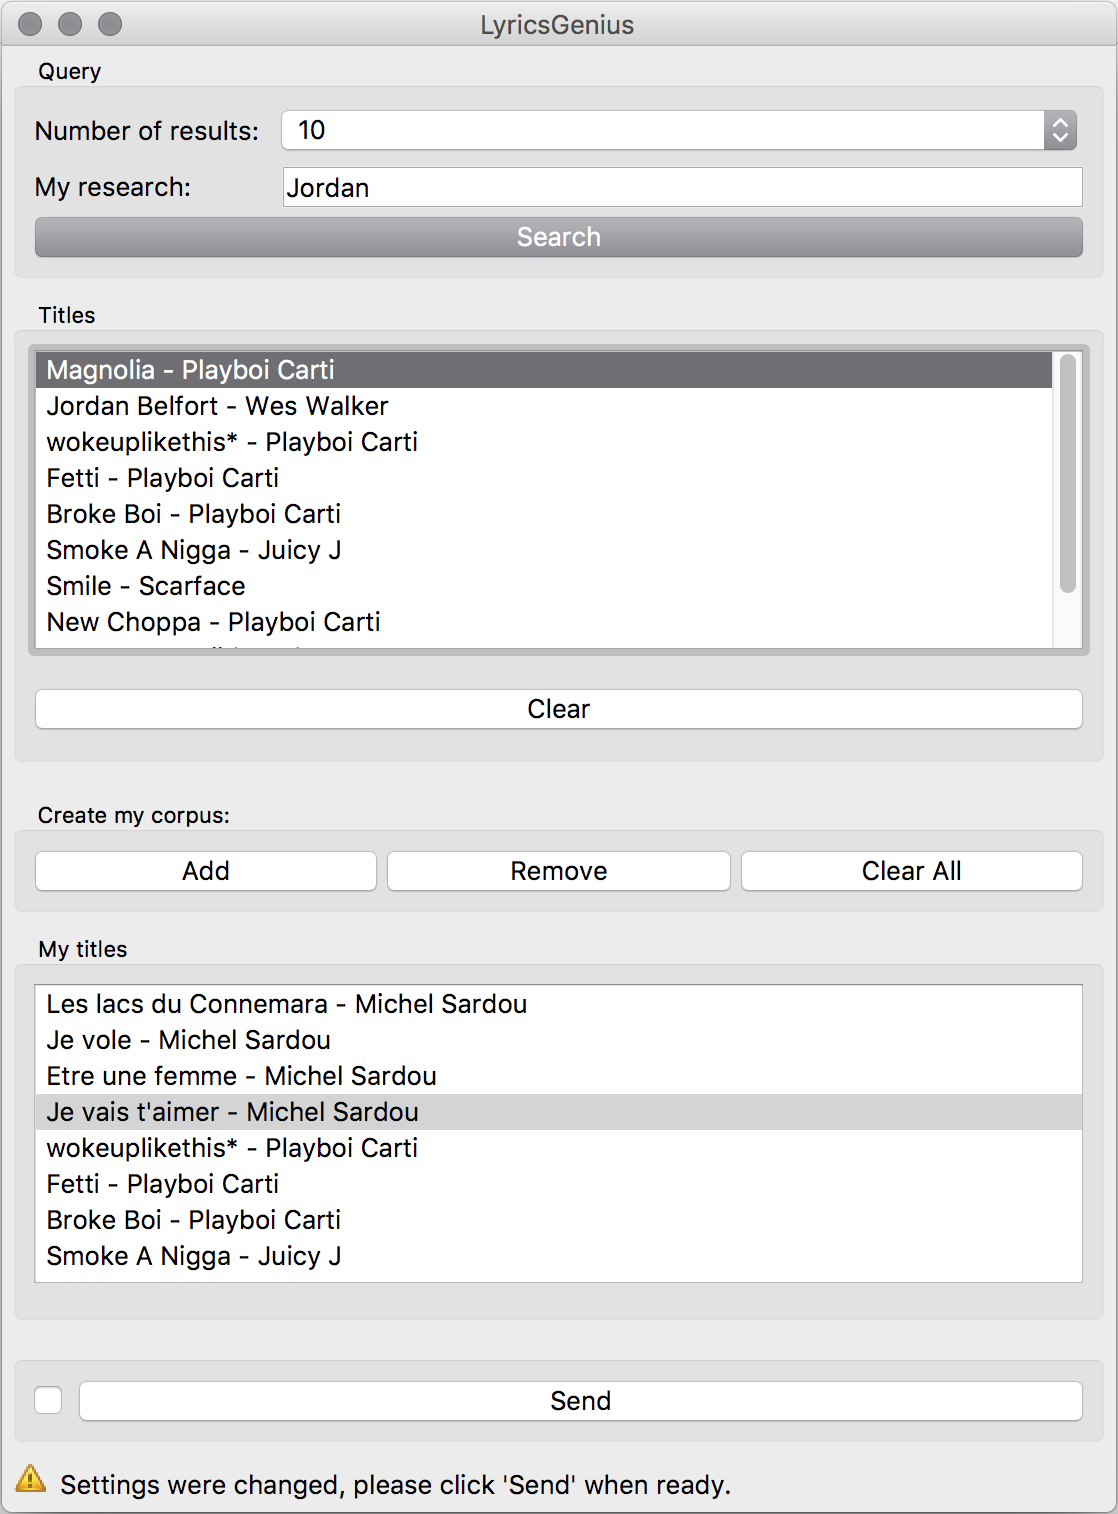 LyricsGenius
Query
Number of results: 10
My research: Jordan
Search
Titles
Magnolia - Playboi Carti
Jordan Belfort - Wes Walker
wokeuplikethis* - Playboi Carti
Fetti - Playboi Carti
Broke Boi - Playboi Carti
Smoke A Nigga - Juicy J
Smile - Scarface
New Choppa - Playboi Carti
Clear
Create my corpus:
Add Remove Clear All
My titles
Les lacs du Connemara - Michel Sardou
Je vole - Michel Sardou
Etre une femme - Michel Sardou
Je vais t'aimer - Michel Sardou
wokeuplikethis* - Playboi Carti
Fetti - Playboi Carti
Broke Boi - Playboi Carti
Smoke A Nigga - Juicy J
Send
Settings were changed, please click 'Send' when ready.